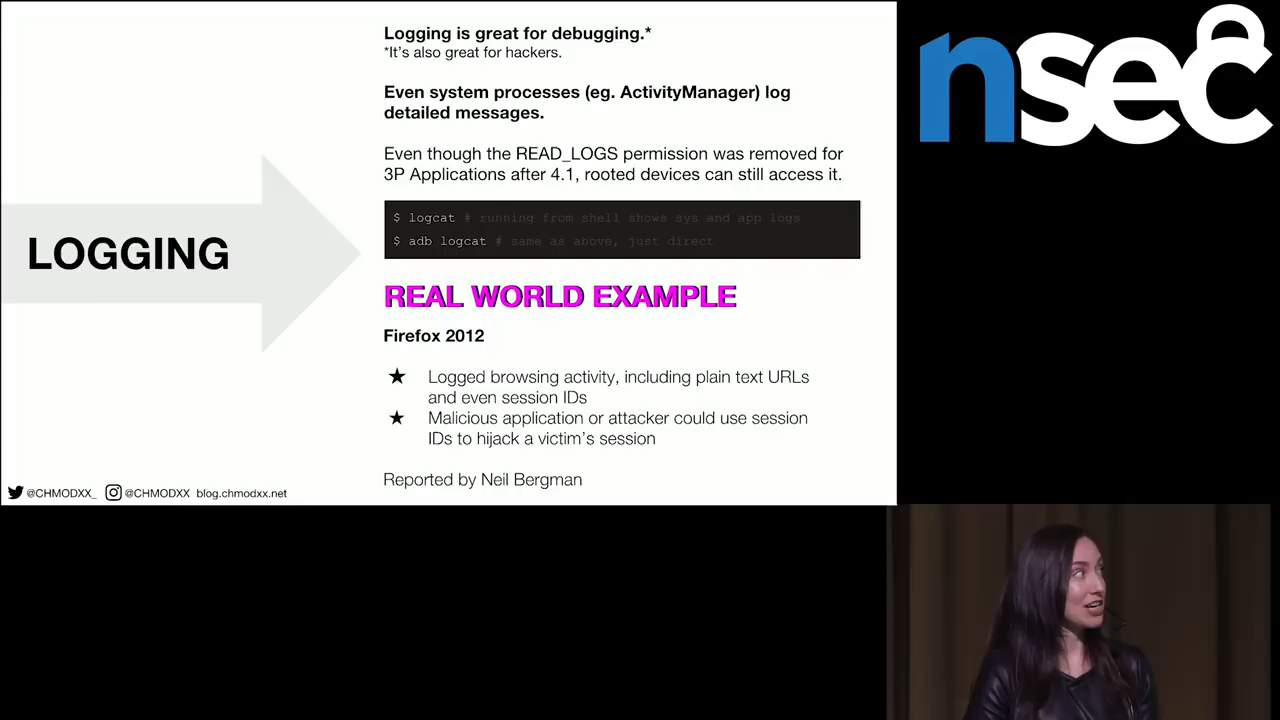 Logging is great for debugging.*
*It's also great for hackers.
Even system processes (eg. ActivityManager) log
detailed messages.
Even though the READ_LOGS permission was removed for
3P Applications after 4.1, rooted devices can still access it.
$ logcat # running from shell shows sys and app logs
$ adb logcat # same as above, just direct
LOGGING
REAL WORLD EXAMPLE
Firefox 2012
★ Logged browsing activity, including plain text URLs
and even session IDs
★ Malicious application or attacker could use session
IDs to hijack a victim's session
Reported by Neil Bergman
@CHMODXX_ @CHMODXX blog.chmodxx.net
nsec